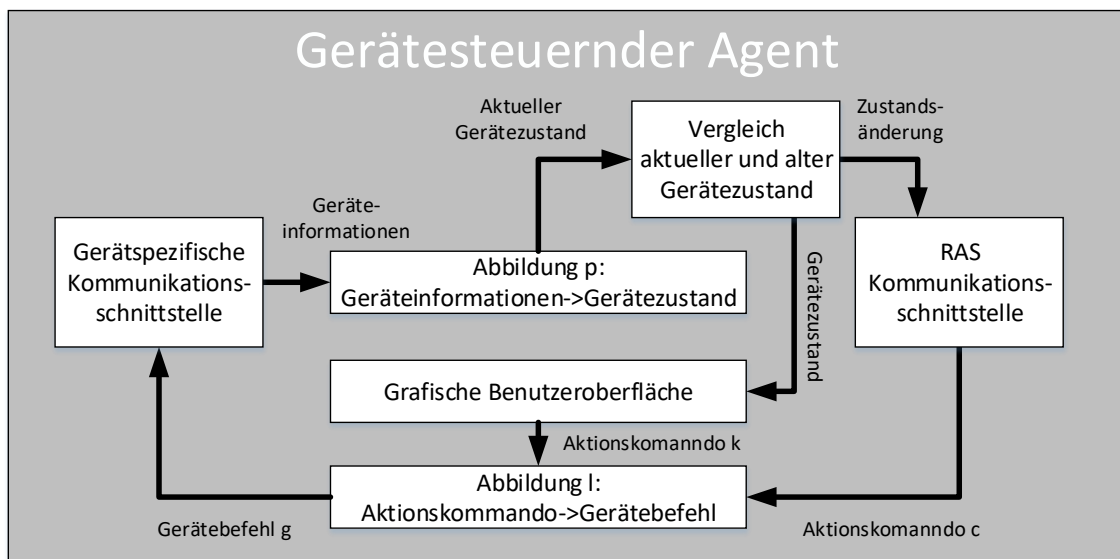 Gerätesteuernder Agent
Aktueller
Gerätezustand
Vergleich
aktueller und alter
Gerätezustand
Zustands-
änderung
Geräte-
informationen
Gerätspezifische
Kommunikations-
schnittstelle
Abbildung p:
Geräteinformationen->Gerätezustand
Gerätezustand
RAS
Kommunikations-
schnittstelle
Grafische Benutzeroberfläche
Aktionskomanndo k
Abbildung l:
Aktionskommando->Gerätebefehl
Gerätebefehl g
Aktionskomanndo c